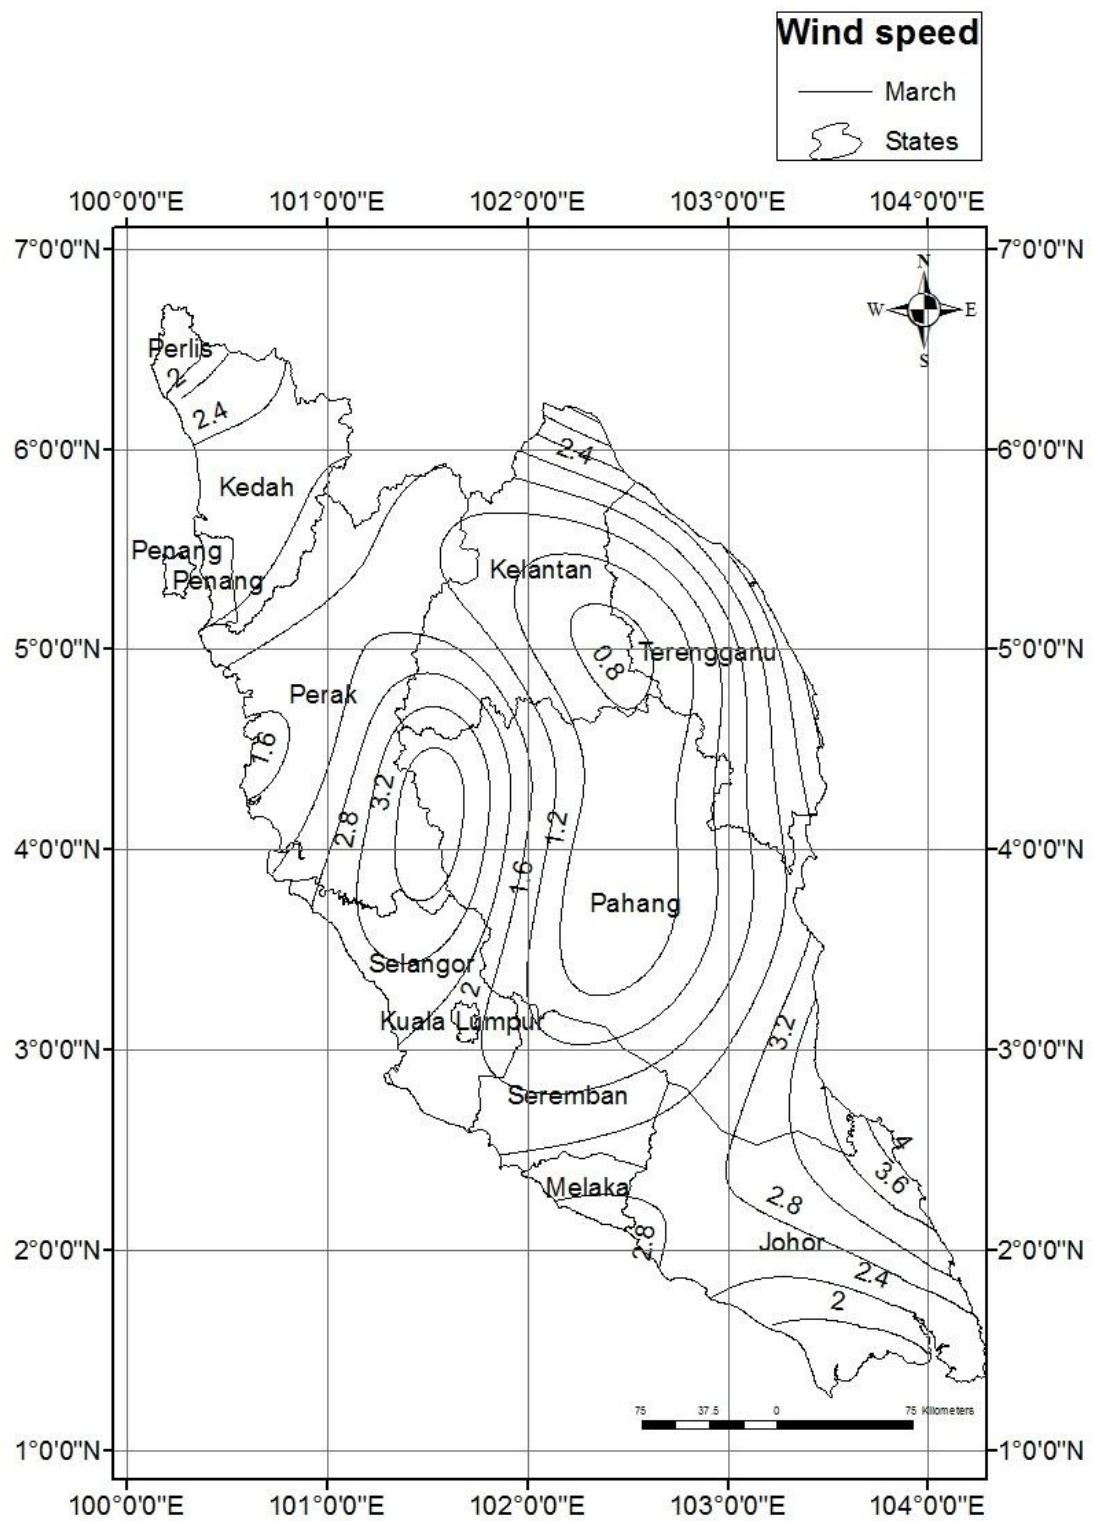 Wind speed
March
States
100°0'0"E 101°0'0"E 102°0'0"E 103°0'0"E 104°0'0"E
7°0'0"N 7°0'0"N
N
W E
S
Perlis
2
2.4
6°0'0"N 2.4 6°0'0"N
Kedah
Penang
Kelantan
Penang
5°0'0"N 0.8 Terengganu 5°0'0"N
Perak
1.6
3.2
2.8 1.2
4°0'0"N 4°0'0"N
1.6
Pahang
Selangor
2
Kuala Lumpur
3.2
3°0'0"N 3°0'0"N
Seremban
4
3.6
Melaka
2.8
2.8
Johor
2°0'0"N 2°0'0"N
2.4
2
75 37.5 0 75 Kilometers
1°0'0"N 1°0'0"N
100°0'0"E 101°0'0"E 102°0'0"E 103°0'0"E 104°0'0"E